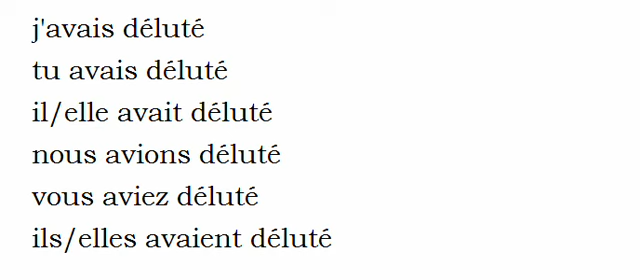 j'avais déluté
tu avais déluté
il/elle avait déluté
nous avions déluté
vous aviez déluté
ils/elles avaient déluté